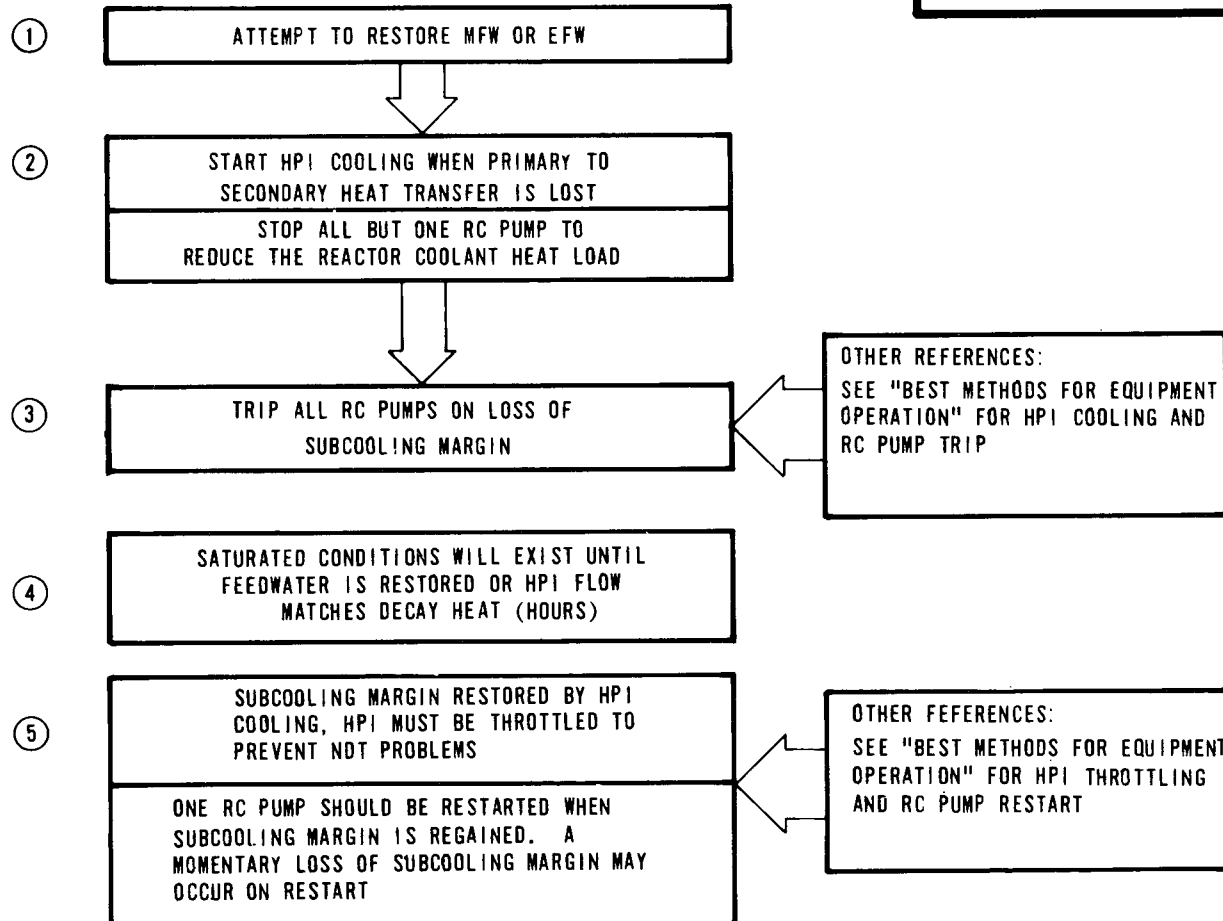 1
ATTEMPT TO RESTORE MFW OR EFW
2
START HPI COOLING WHEN PRIMARY TO
SECONDARY HEAT TRANSFER IS LOST
STOP ALL BUT ONE RC PUMP TO
REDUCE THE REACTOR COOLANT HEAT LOAD
3
TRIP ALL RC PUMPS ON LOSS OF
SUBCOOLING MARGIN
OTHER REFERENCES:
SEE "BEST METHODS FOR EQUIPMENT
OPERATION" FOR HPI COOLING AND
RC PUMP TRIP
4
SATURATED CONDITIONS WILL EXIST UNTIL
FEEDWATER IS RESTORED OR HPI FLOW
MATCHES DECAY HEAT (HOURS)
5
SUBCOOLING MARGIN RESTORED BY HPI
COOLING, HPI MUST BE THROTTLED TO
PREVENT NDT PROBLEMS
ONE RC PUMP SHOULD BE RESTARTED WHEN
SUBCOOLING MARGIN IS REGAINED. A
MOMENTARY LOSS OF SUBCOOLING MARGIN MAY
OCCUR ON RESTART
OTHER FEFERENCES:
SEE "BEST METHODS FOR EQUIPMENT
OPERATION" FOR HPI THROTTLING
AND RC PUMP RESTART